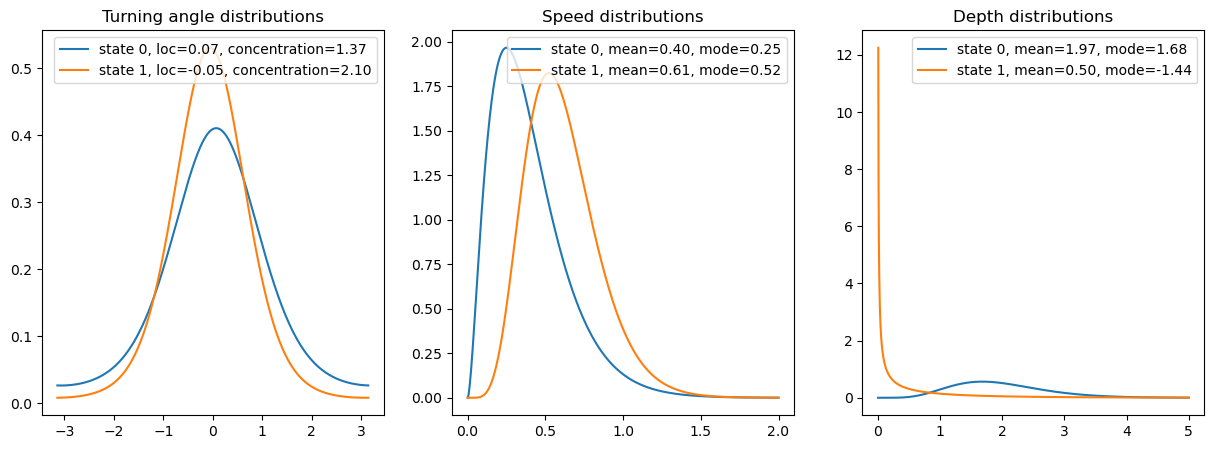 Turning angle distributions
state 0, loc=0.07, concentration=1.37
state 1, loc=-0.05, concentration=2.10
0.5
0.4
0.3
0.2
0.1
0.0
−3 −2 −1 0 1 2 3
Speed distributions
state 0, mean=0.40, mode=0.25
state 1, mean=0.61, mode=0.52
2.00
1.75
1.50
1.25
1.00
0.75
0.50
0.25
0.00
0.0 0.5 1.0 1.5 2.0
Depth distributions
state 0, mean=1.97, mode=1.68
state 1, mean=0.50, mode=-1.44
12
10
8
6
4
2
0
0 1 2 3 4 5